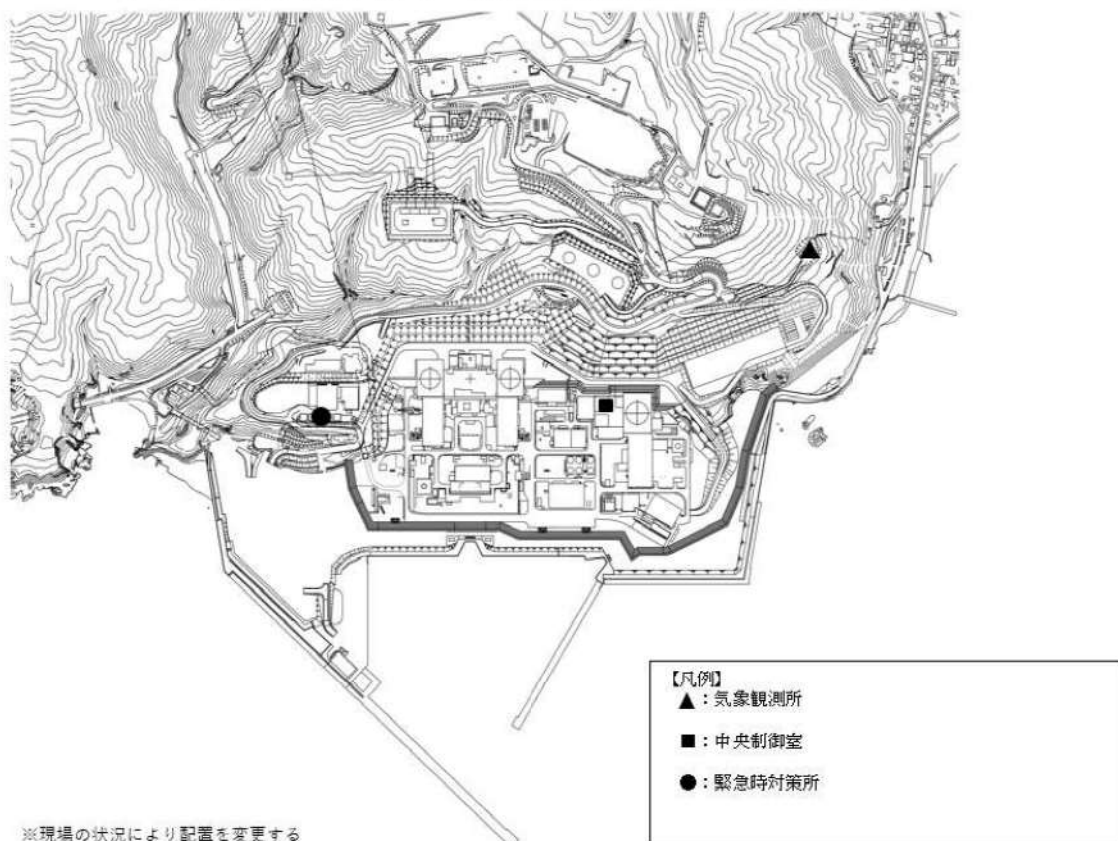 【凡例】
▲：気象観測所
■：中央制御室
●：緊急時対策所
※現場の状況により配置を変更する